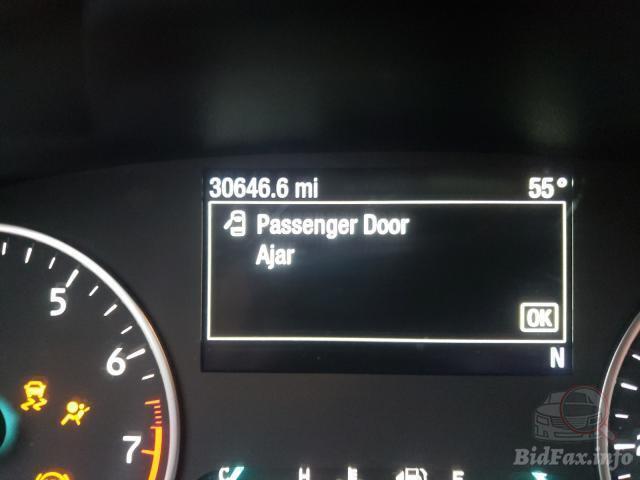 30646.6 mi 55°
Passenger Door
Ajar
OK
N
5
6
7
C H E F
BidFax.info